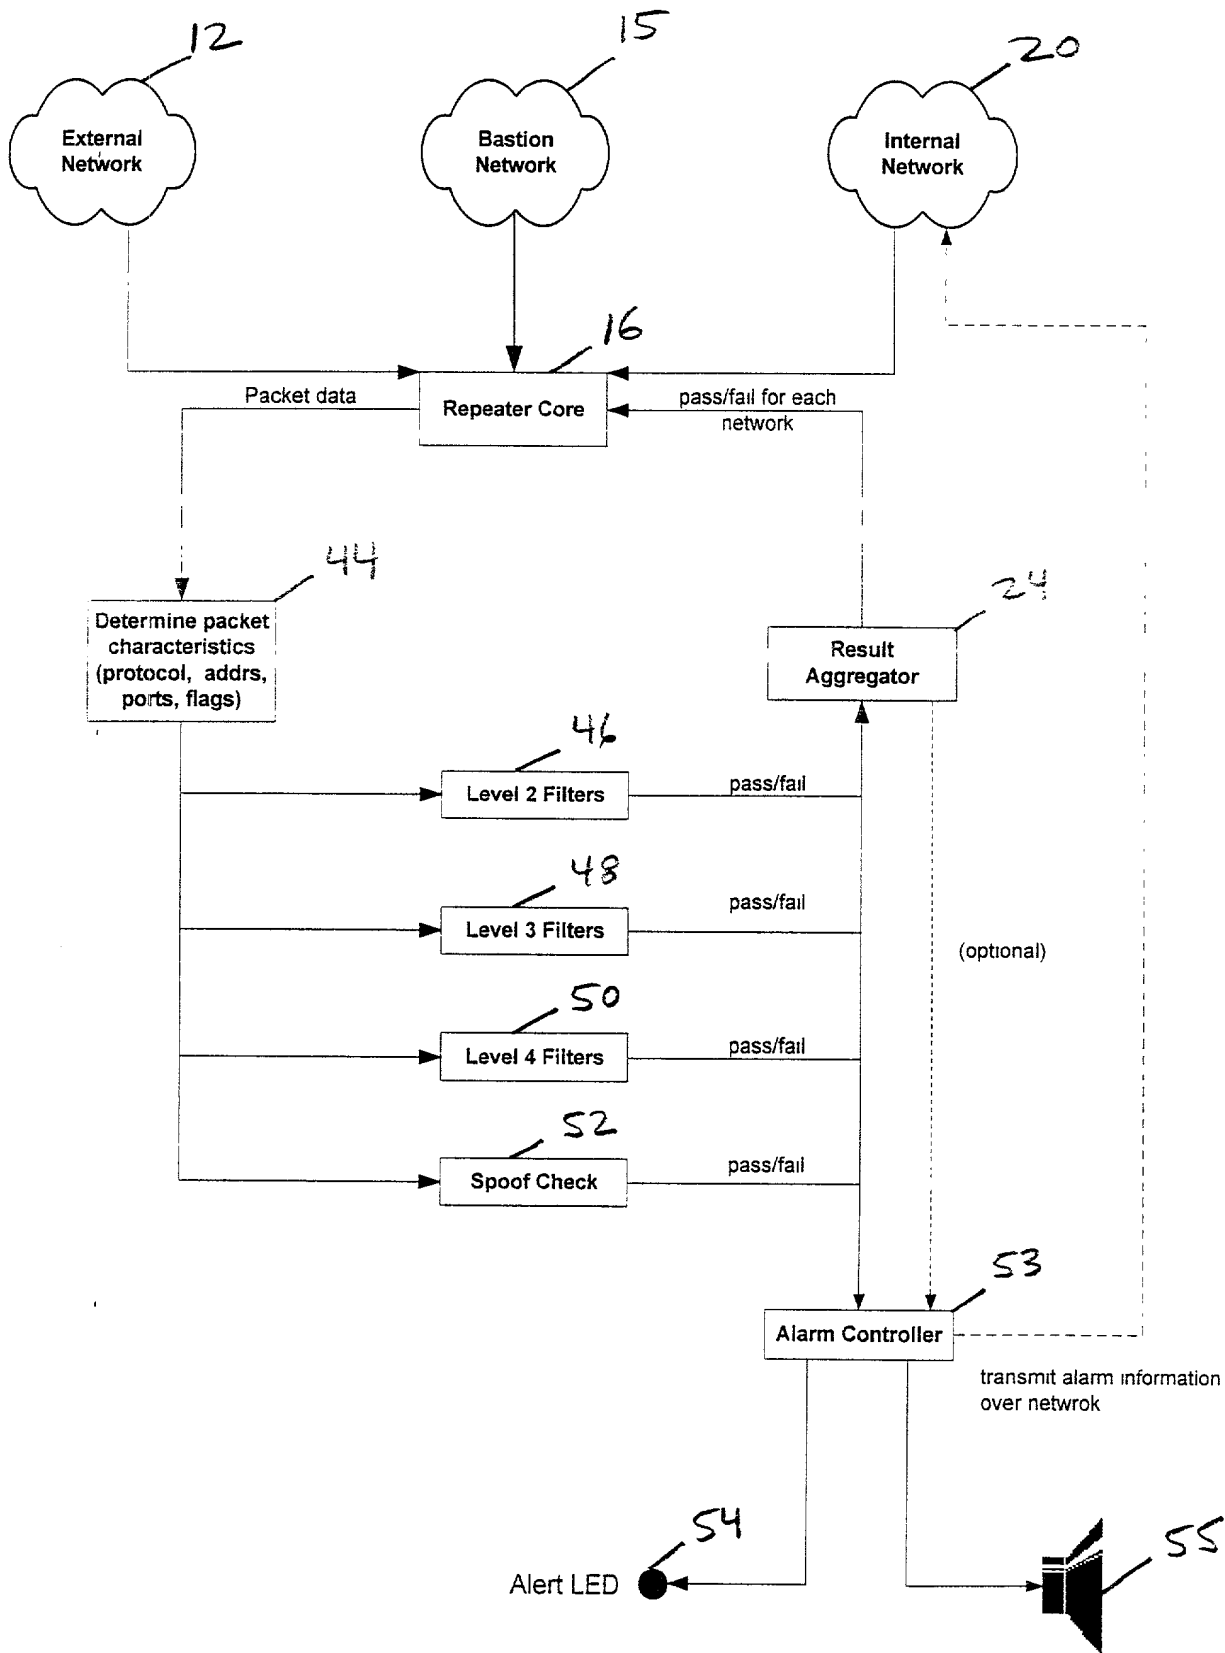 12
15
20
External
Network
Bastion
Network
Internal
Network
16
Packet data
Repeater Core
pass/fail for each
network
44
24
Determine packet
characteristics
(protocol, addrs,
ports, flags)
Result
Aggregator
46
Level 2 Filters
pass/fail
48
Level 3 Filters
pass/fail
(optional)
50
Level 4 Filters
pass/fail
52
Spoof Check
pass/fail
53
Alarm Controller
transmit alarm information
over netwrok
54
Alert LED
55